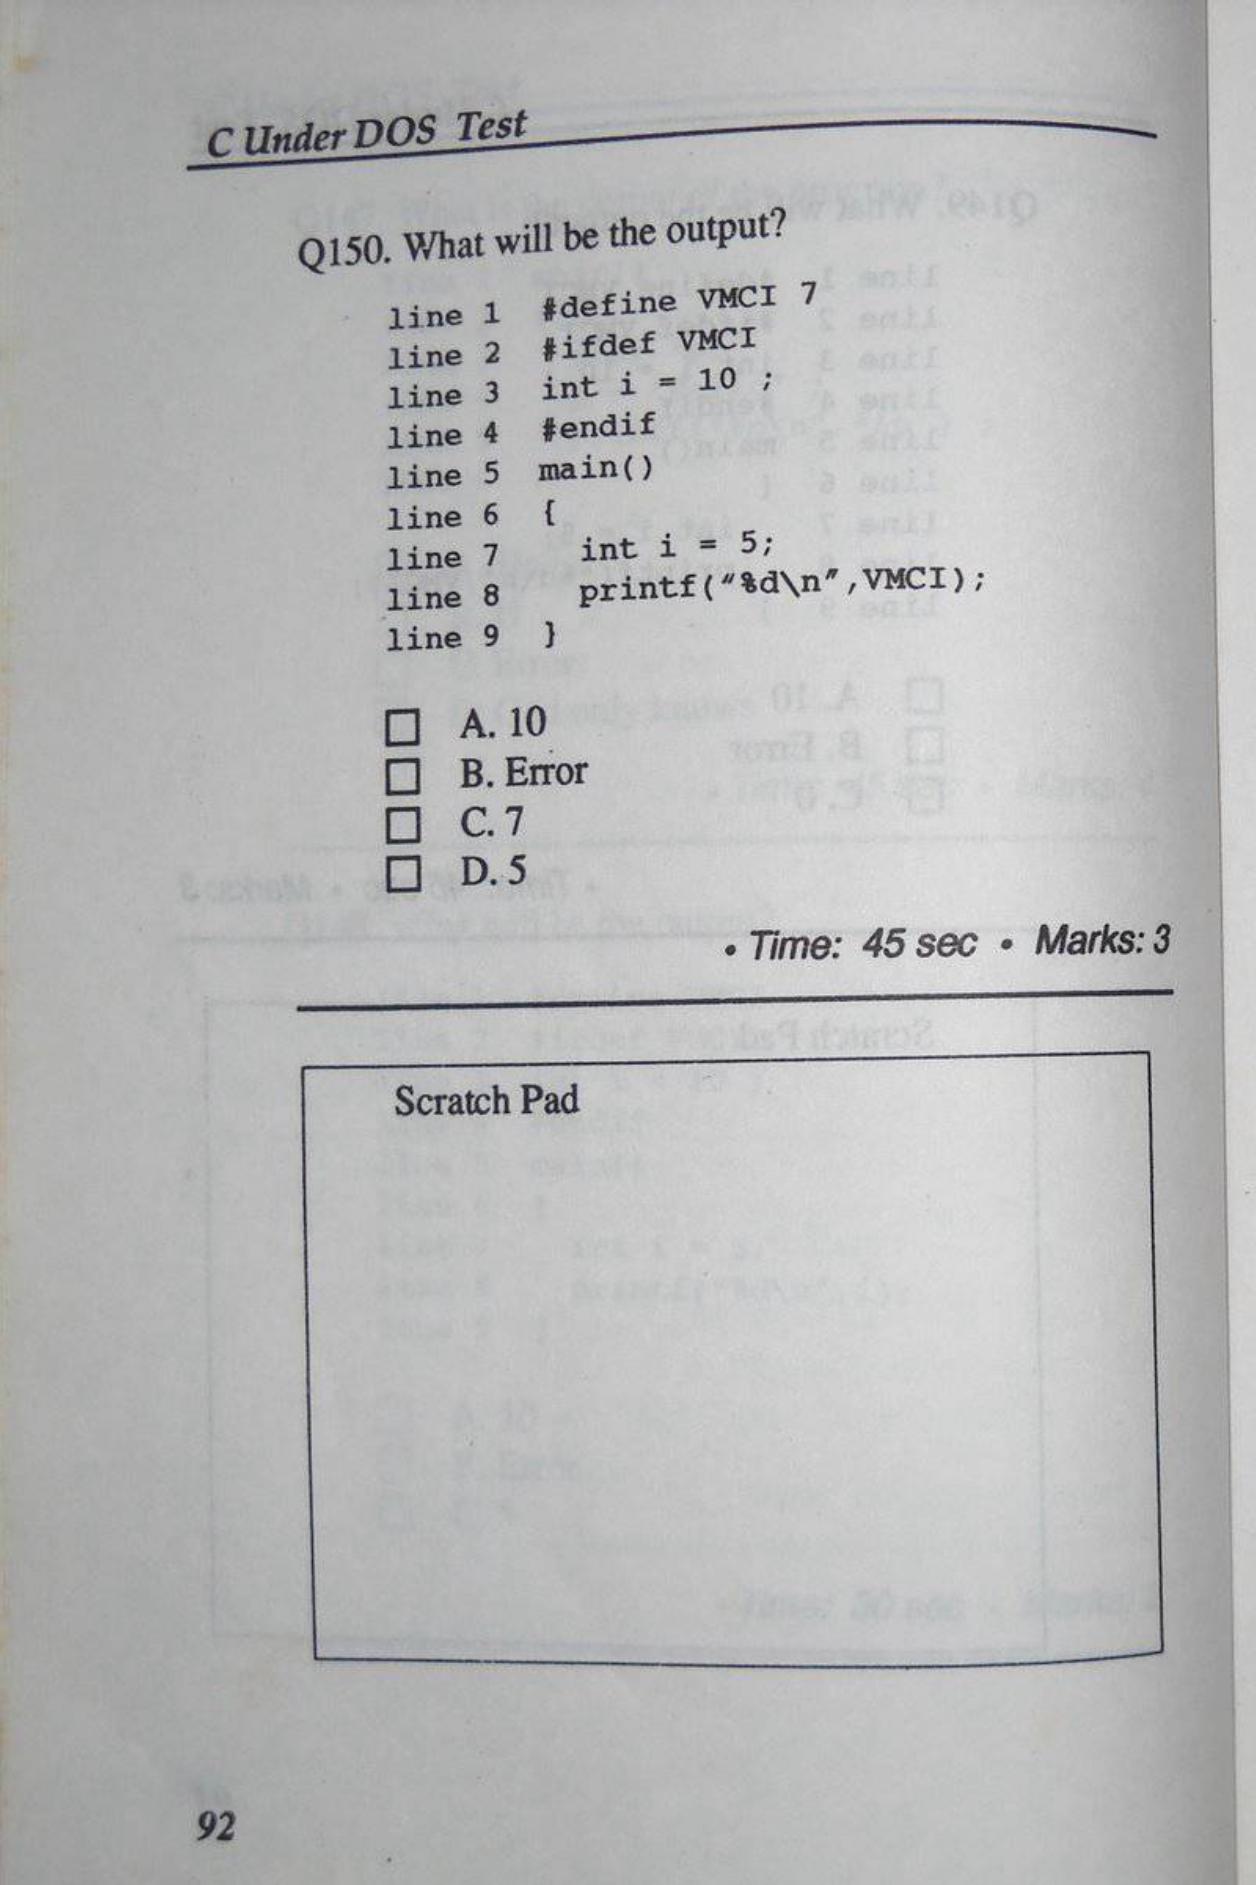 C Under DOS Test
Q150. What will be the output?
line 1 #define VMCI 7
line 2 #ifdef VMCI
line 3 int i = 10 ;
line 4 #endif
line 5 main()
line 6 {
line 7 int i = 5;
line 8 printf("%d\n",VMCI);
line 9 }
A. 10
B. Error
C. 7
D. 5
• Time: 45 sec • Marks: 3
Scratch Pad
92